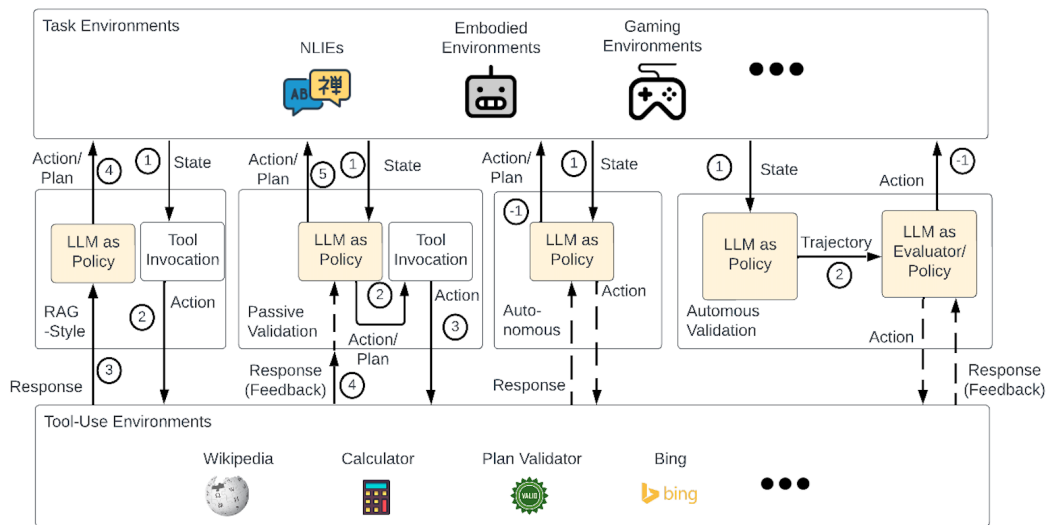 Task Environments
NLIEs
Embodied
Environments
Gaming
Environments
AB
禅
Action/
Plan
4
1
State
LLM as
Policy
Tool
Invocation
RAG
-Style
2
Action
Response
3
Action/
Plan
5
1
State
LLM as
Policy
Tool
Invocation
Passive
Validation
2
Action
3
Action/
Plan
Response
(Feedback)
4
Action/
Plan
-1
1
State
LLM as
Policy
Auto-
nomous
Action
Response
1
State
Action
-1
LLM as
Policy
Trajectory
2
LLM as
Evaluator/
Policy
Automous
Validation
Action
Response
(Feedback)
Tool-Use Environments
Wikipedia
Calculator
Plan Validator
Bing
VALID
bing